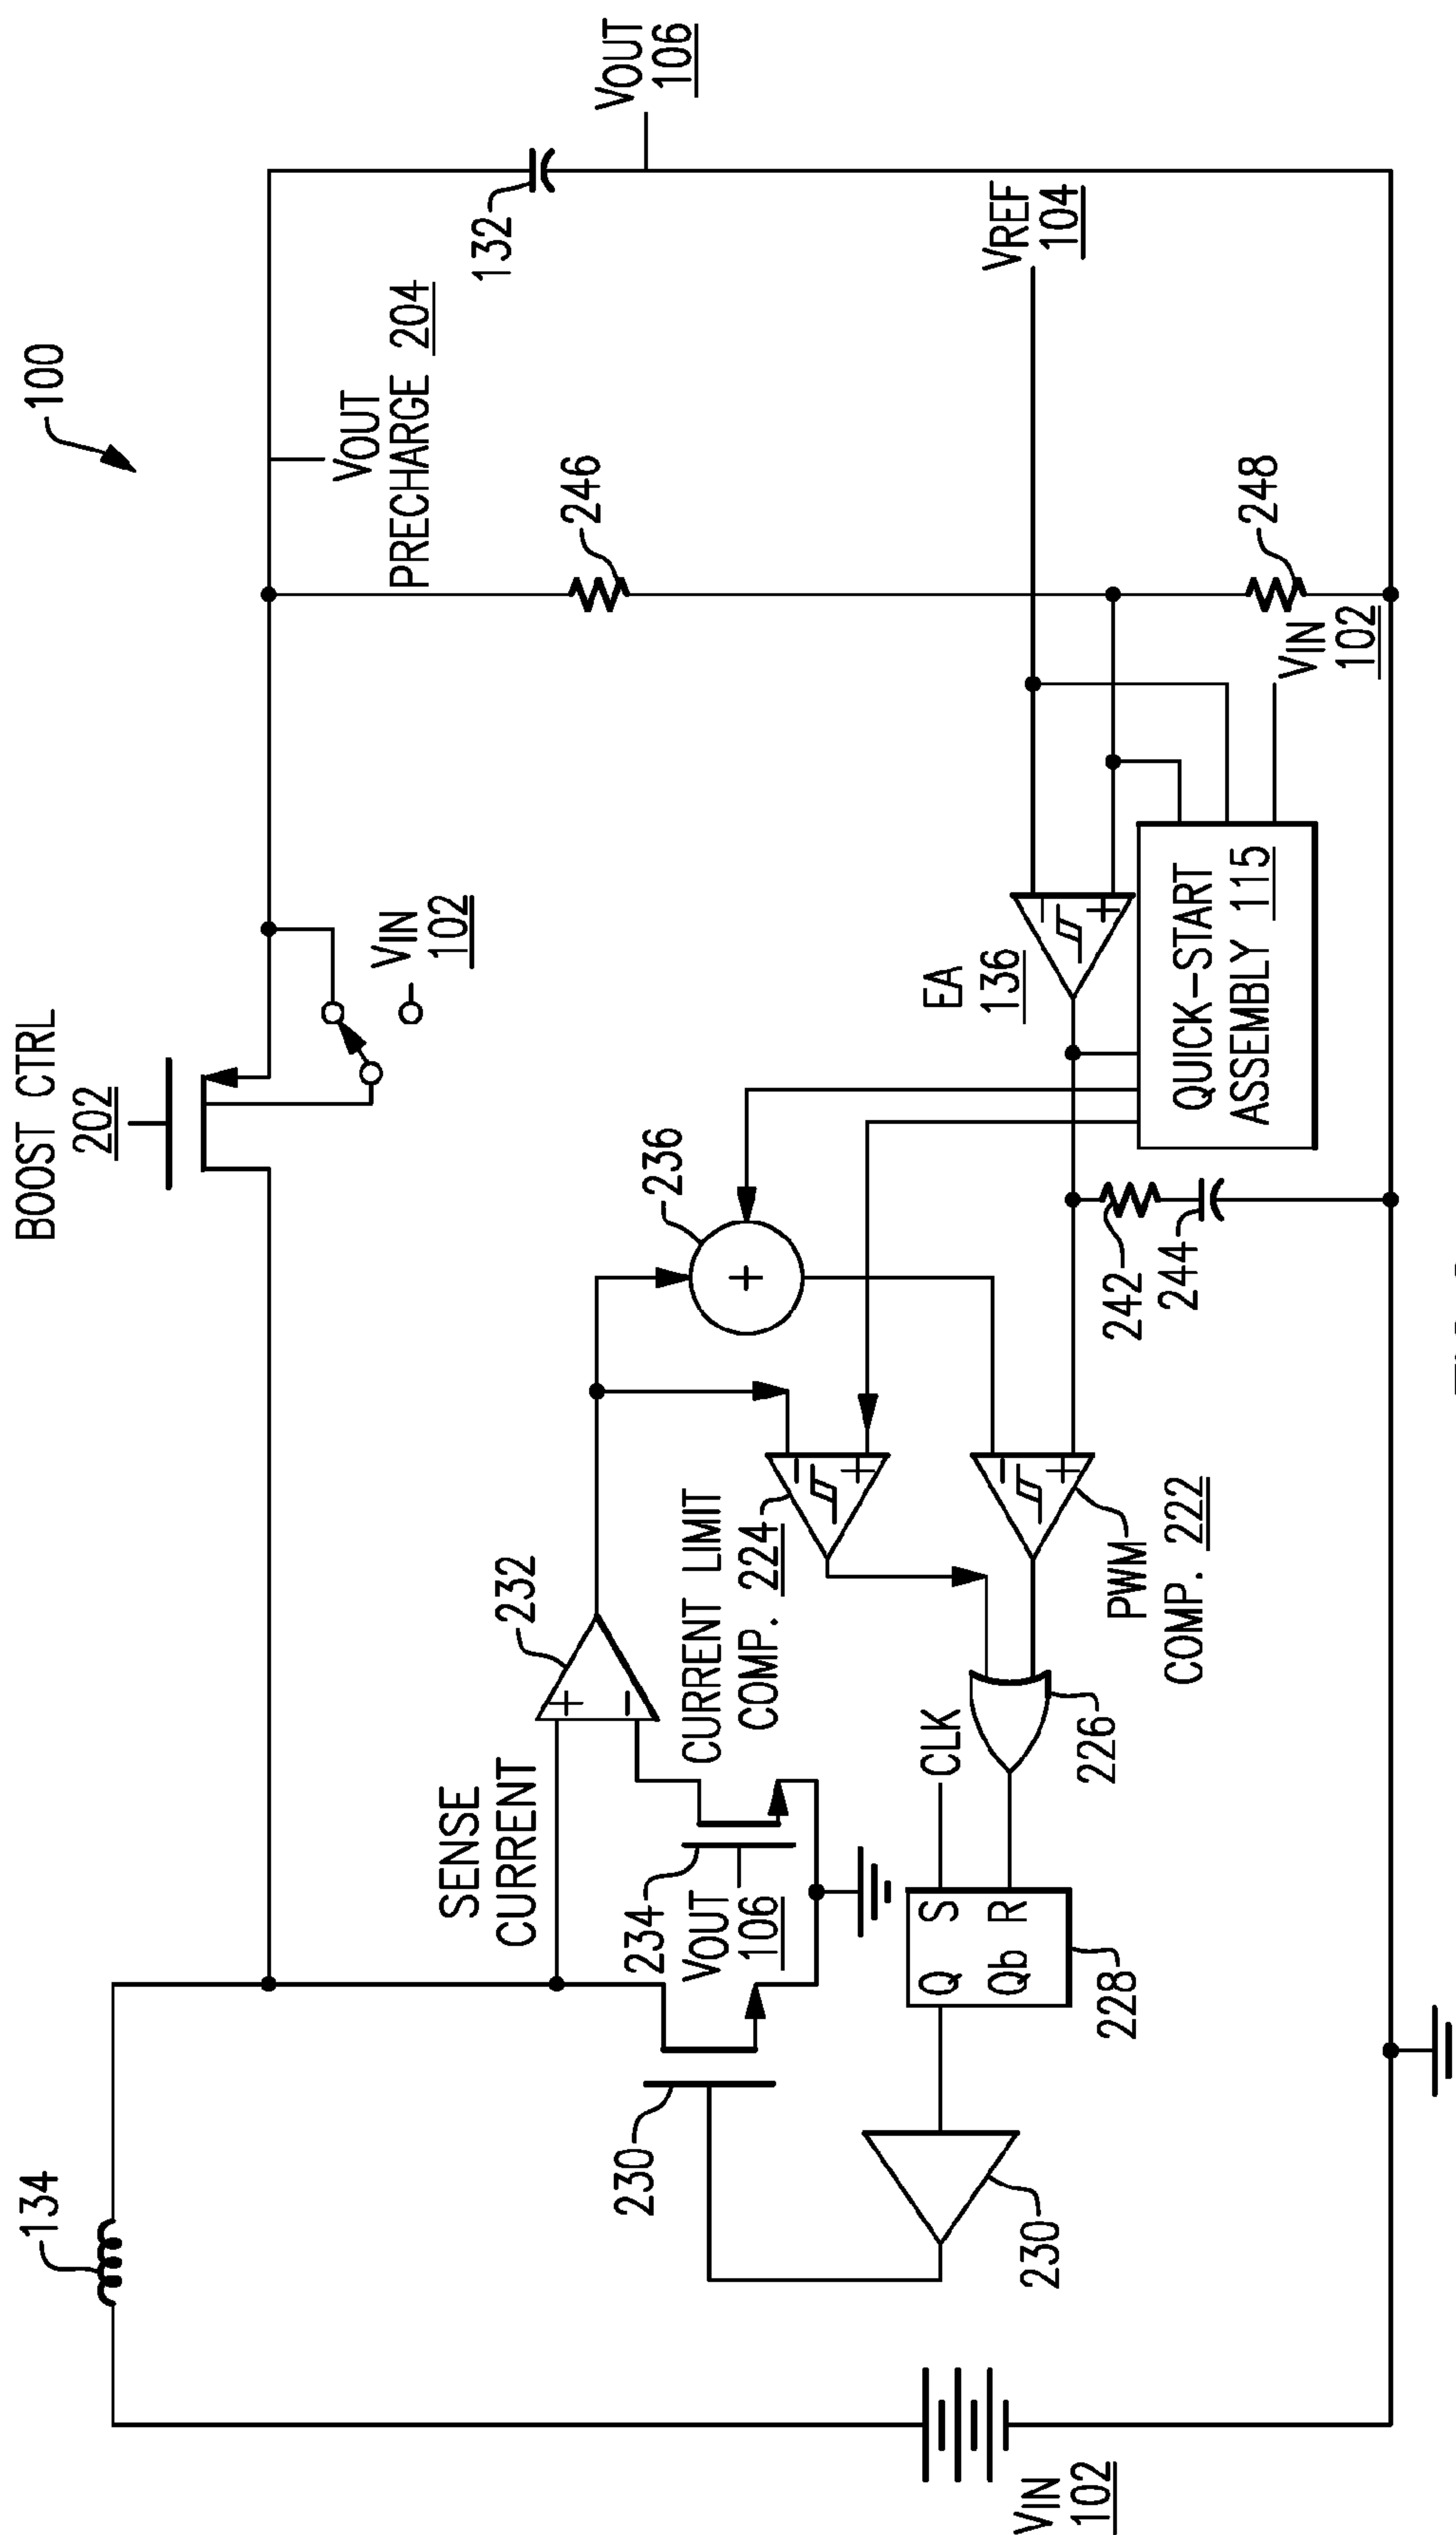 100
134
BOOST CTRL
202
VIN
102
VOUT
PRECHARGE 204
132
VOUT
106
SENSE
CURRENT
232
236
246
230
234
VOUT
106
CURRENT LIMIT
COMP. 224
+
−
+
−
+
EA
136
−
+
VREF
104
CLK
Q S
Qb R
228
226
−
+
PWM
COMP. 222
242
244
QUICK-START
ASSEMBLY 115
248
VIN
102
230
VIN
102